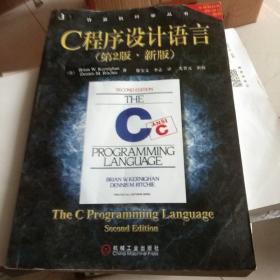 计算机科学丛书
C程序设计语言
(第2版·新版)
(美) Brian W. Kernighan
Dennis M. Ritchie 著 徐宝文 李志 译 尤晋元 审校
SECOND EDITION
THE
C
ANSI C
PROGRAMMING
LANGUAGE
BRIAN W. KERNIGHAN
DENNIS M. RITCHIE
The C Programming Language
Second Edition
机械工业出版社
China Machine Press